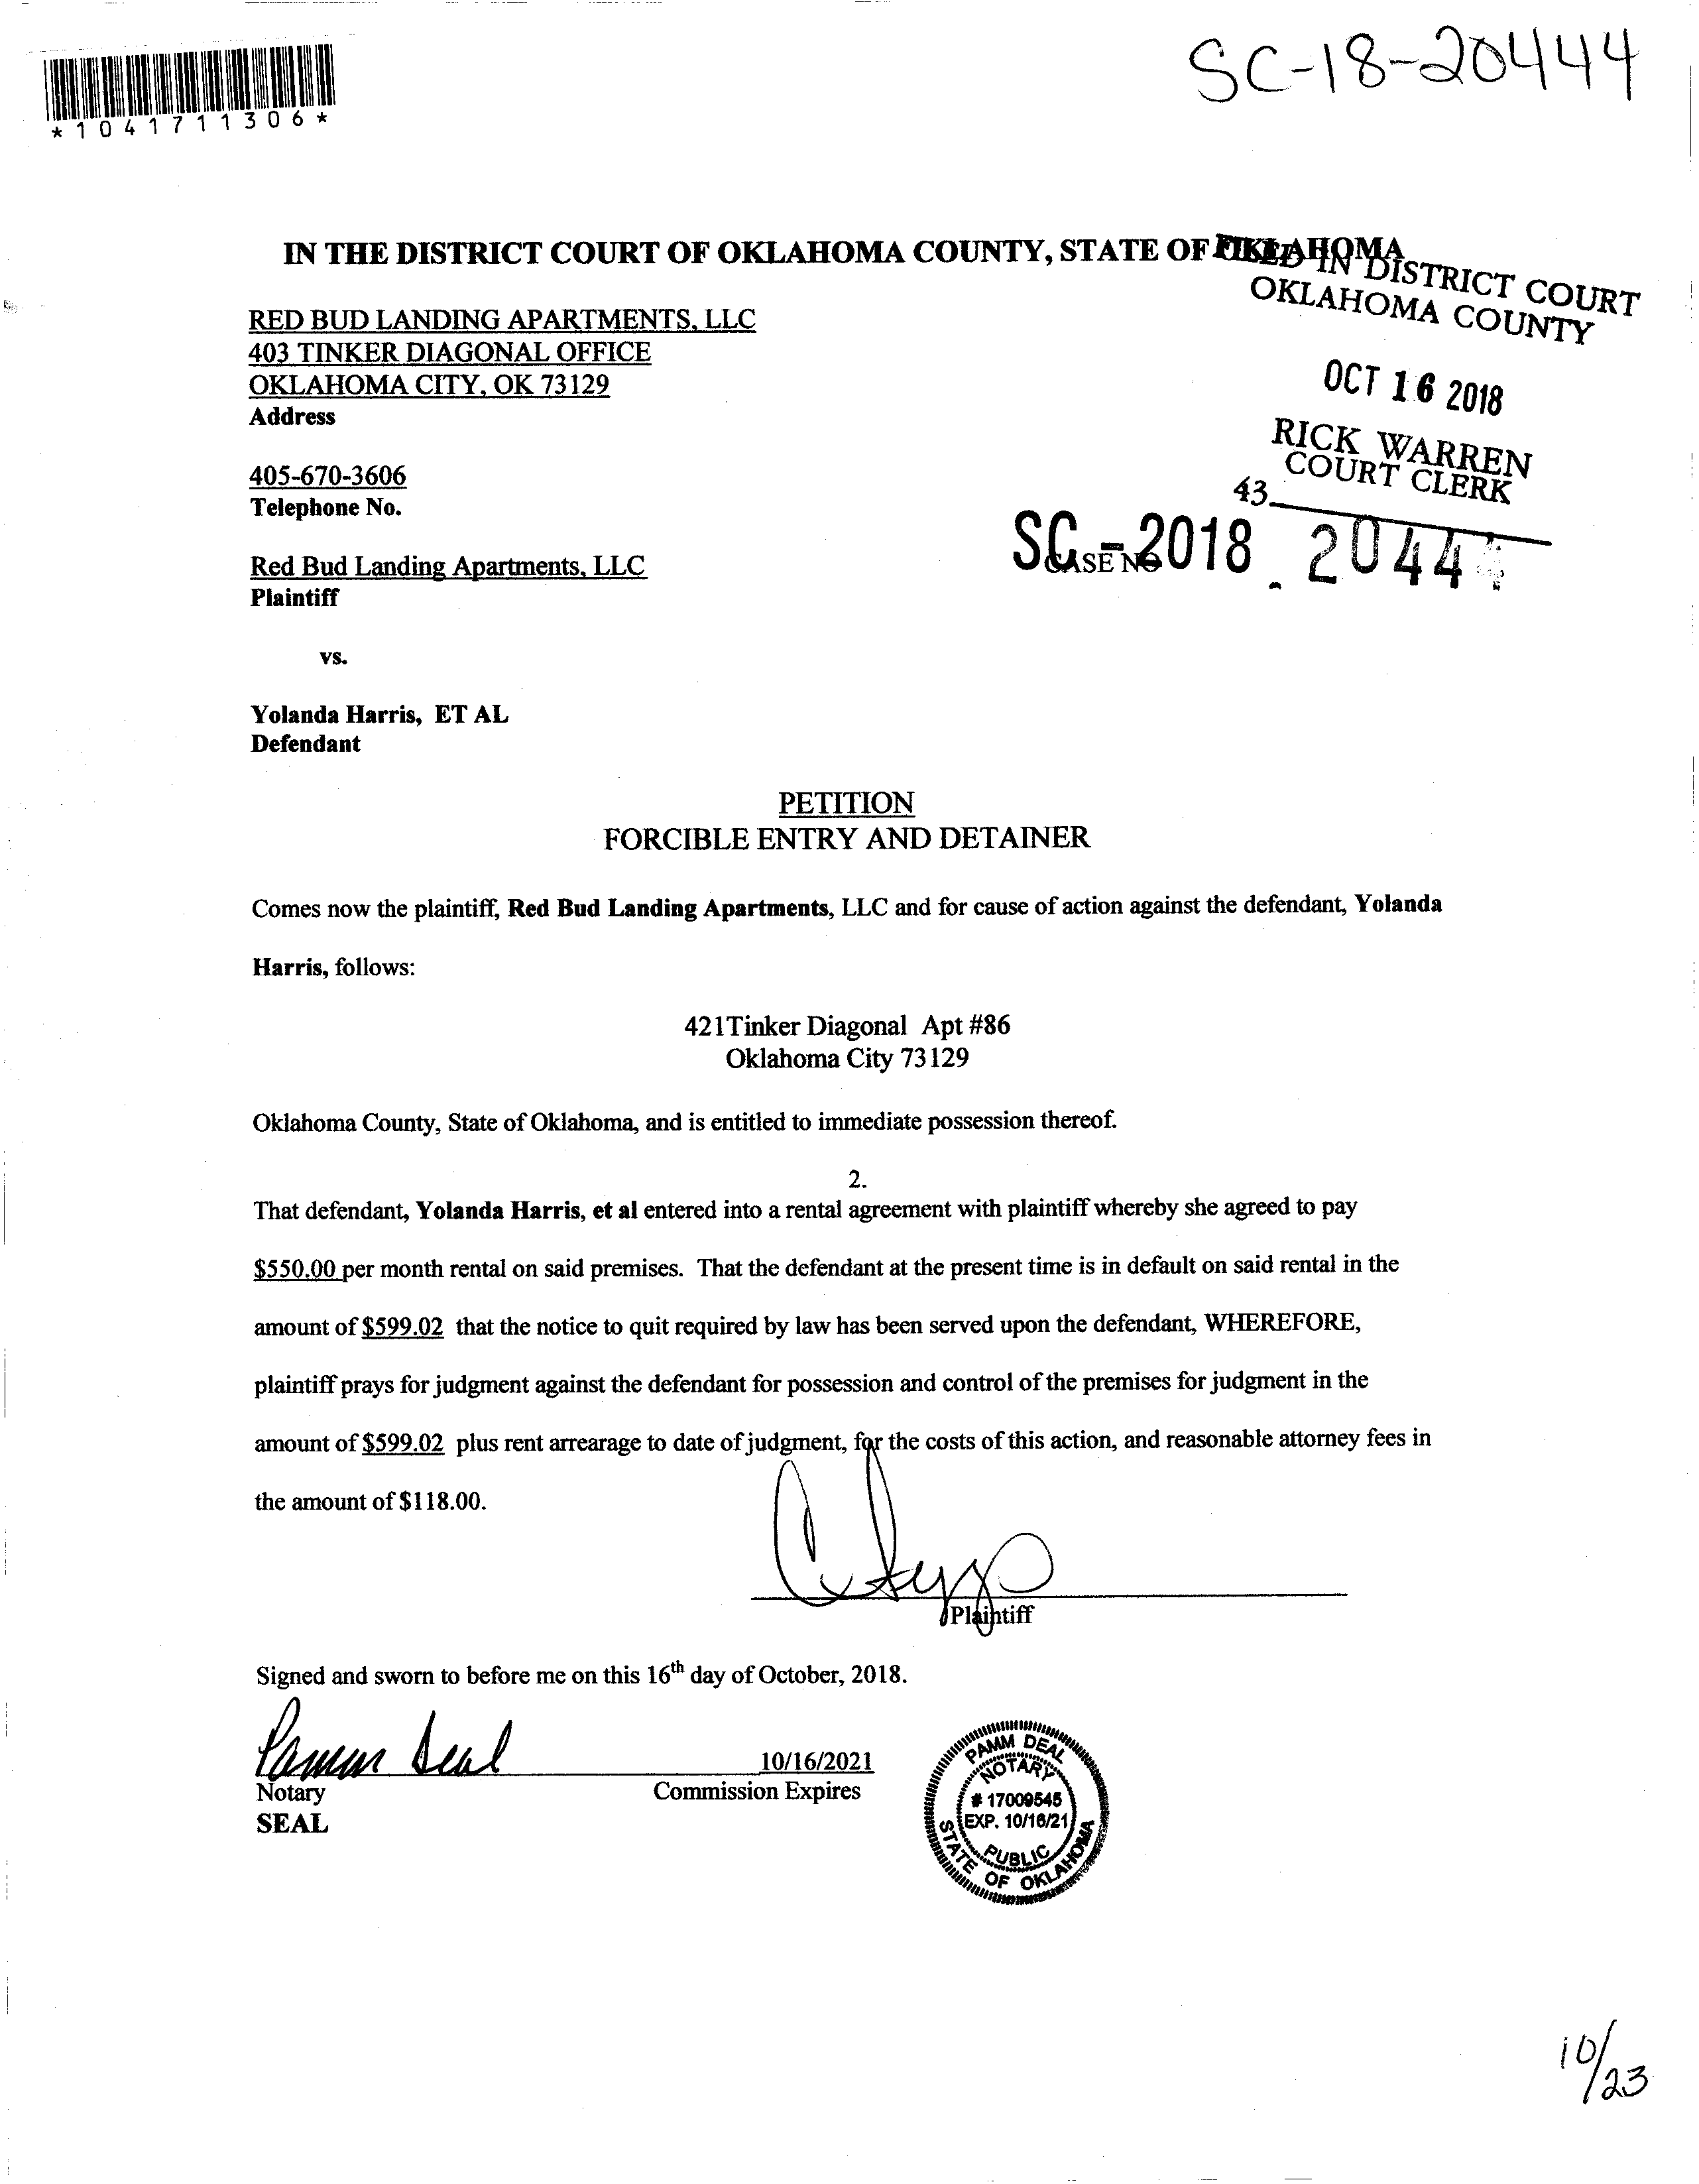 SC-18-20444
*1041711306*
IN THE DISTRICT COURT OF OKLAHOMA COUNTY, STATE OF OKLAHOMA
FILED IN DISTRICT COURT
OKLAHOMA COUNTY
RED BUD LANDING APARTMENTS, LLC
403 TINKER DIAGONAL OFFICE
OKLAHOMA CITY, OK 73129
Address
OCT 16 2018
RICK WARREN
COURT CLERK
43
405-670-3606
Telephone No.
SC-2018 20444
CASE NO
Red Bud Landing Apartments, LLC
Plaintiff
vs.
Yolanda Harris, ET AL
Defendant
PETITION
FORCIBLE ENTRY AND DETAINER
Comes now the plaintiff, Red Bud Landing Apartments, LLC and for cause of action against the defendant, Yolanda
Harris, follows:
421Tinker Diagonal Apt #86
Oklahoma City 73129
Oklahoma County, State of Oklahoma, and is entitled to immediate possession thereof.
2.
That defendant, Yolanda Harris, et al entered into a rental agreement with plaintiff whereby she agreed to pay
$550.00 per month rental on said premises. That the defendant at the present time is in default on said rental in the
amount of $599.02 that the notice to quit required by law has been served upon the defendant, WHEREFORE,
plaintiff prays for judgment against the defendant for possession and control of the premises for judgment in the
amount of $599.02 plus rent arrearage to date of judgment, for the costs of this action, and reasonable attorney fees in
the amount of $118.00.
Plaintiff
Signed and sworn to before me on this 16th day of October, 2018.
Pamm Deal
10/16/2021
Notary
Commission Expires
SEAL
PAMM DEAL
NOTARY
# 17009545
EXP. 10/16/21
PUBLIC
STATE OF OKLAHOMA
10/23